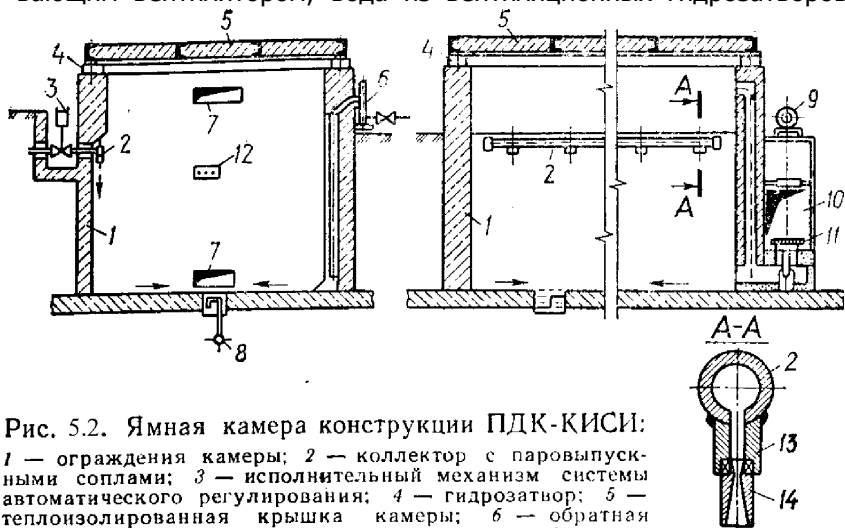 вающим вентилятором, вода из вентиляционных гидрозатворов
5
4
3
6
7
2
12
1
7
8
5
4
A
9
2
A
10
1
11
A-A
2
13
14
Рис. 5.2. Ямная камера конструкции ПДК-КИСИ:
1 — ограждения камеры; 2 — коллектор с паровыпуск-
ными соплами; 3 — исполнительный механизм системы
автоматического регулирования; 4 — гидрозатвор; 5 —
теплоизолированная крышка камеры; 6 — обратная